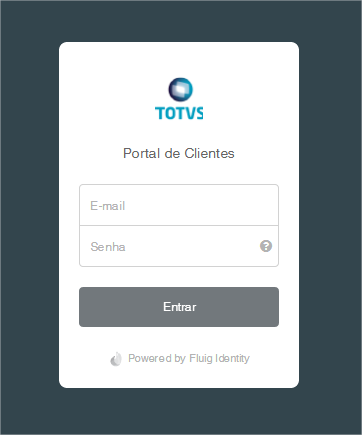 TOTVS
Portal de Clientes
E-mail
Senha
?
Entrar
Powered by Fluig Identity